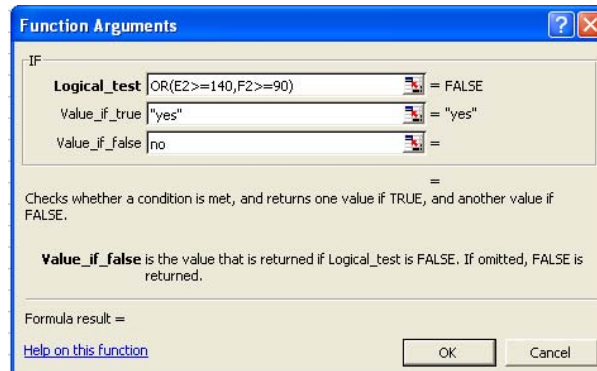 Function Arguments
IF
Logical_test OR(E2>=140,F2>=90) = FALSE
Value_if_true "yes" = "yes"
Value_if_false no =
=
Checks whether a condition is met, and returns one value if TRUE, and another value if
FALSE.
Value_if_false is the value that is returned if Logical_test is FALSE. If omitted, FALSE is
returned.
Formula result =
Help on this function
OK Cancel